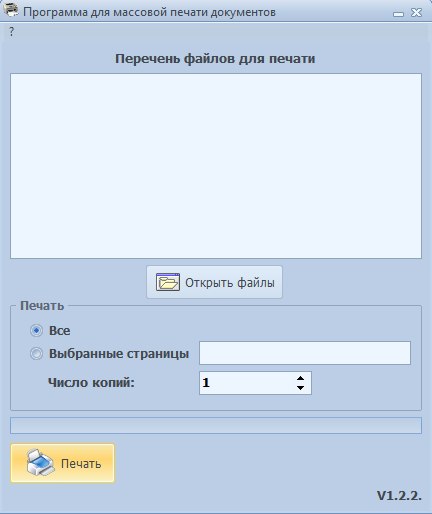 Программа для массовой печати документов
?
Перечень файлов для печати
Открыть файлы
Печать
Все
Выбранные страницы
Число копий: 1
Печать
V1.2.2.